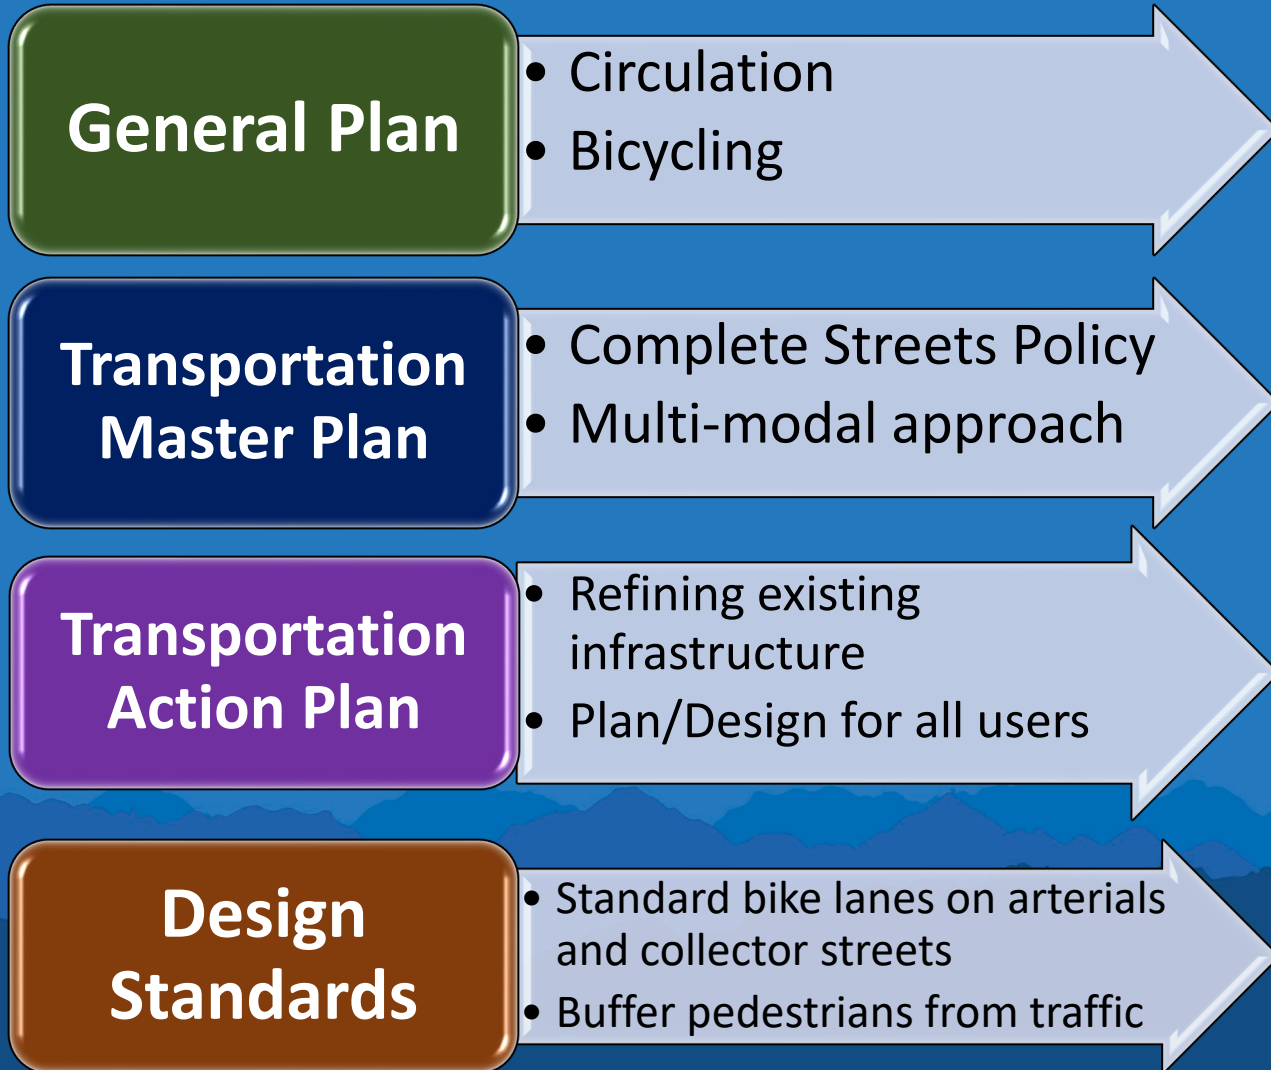 General Plan
• Circulation
• Bicycling
Transportation
Master Plan
• Complete Streets Policy
• Multi-modal approach
Transportation
Action Plan
• Refining existing
infrastructure
• Plan/Design for all users
Design
Standards
• Standard bike lanes on arterials
and collector streets
• Buffer pedestrians from traffic